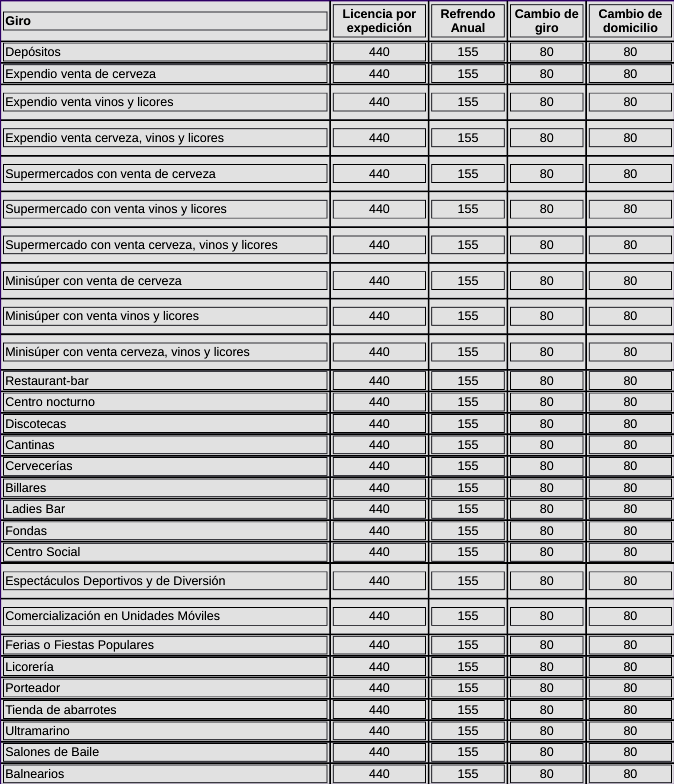 Giro Licencia por expedición Refrendo Anual Cambio de giro Cambio de domicilio
Depósitos 440 155 80 80
Expendio venta de cerveza 440 155 80 80
Expendio venta vinos y licores 440 155 80 80
Expendio venta cerveza, vinos y licores 440 155 80 80
Supermercados con venta de cerveza 440 155 80 80
Supermercado con venta vinos y licores 440 155 80 80
Supermercado con venta cerveza, vinos y licores 440 155 80 80
Minisúper con venta de cerveza 440 155 80 80
Minisúper con venta vinos y licores 440 155 80 80
Minisúper con venta cerveza, vinos y licores 440 155 80 80
Restaurant-bar 440 155 80 80
Centro nocturno 440 155 80 80
Discotecas 440 155 80 80
Cantinas 440 155 80 80
Cervecerías 440 155 80 80
Billares 440 155 80 80
Ladies Bar 440 155 80 80
Fondas 440 155 80 80
Centro Social 440 155 80 80
Espectáculos Deportivos y de Diversión 440 155 80 80
Comercialización en Unidades Móviles 440 155 80 80
Ferias o Fiestas Populares 440 155 80 80
Licorería 440 155 80 80
Porteador 440 155 80 80
Tienda de abarrotes 440 155 80 80
Ultramarino 440 155 80 80
Salones de Baile 440 155 80 80
Balnearios 440 155 80 80